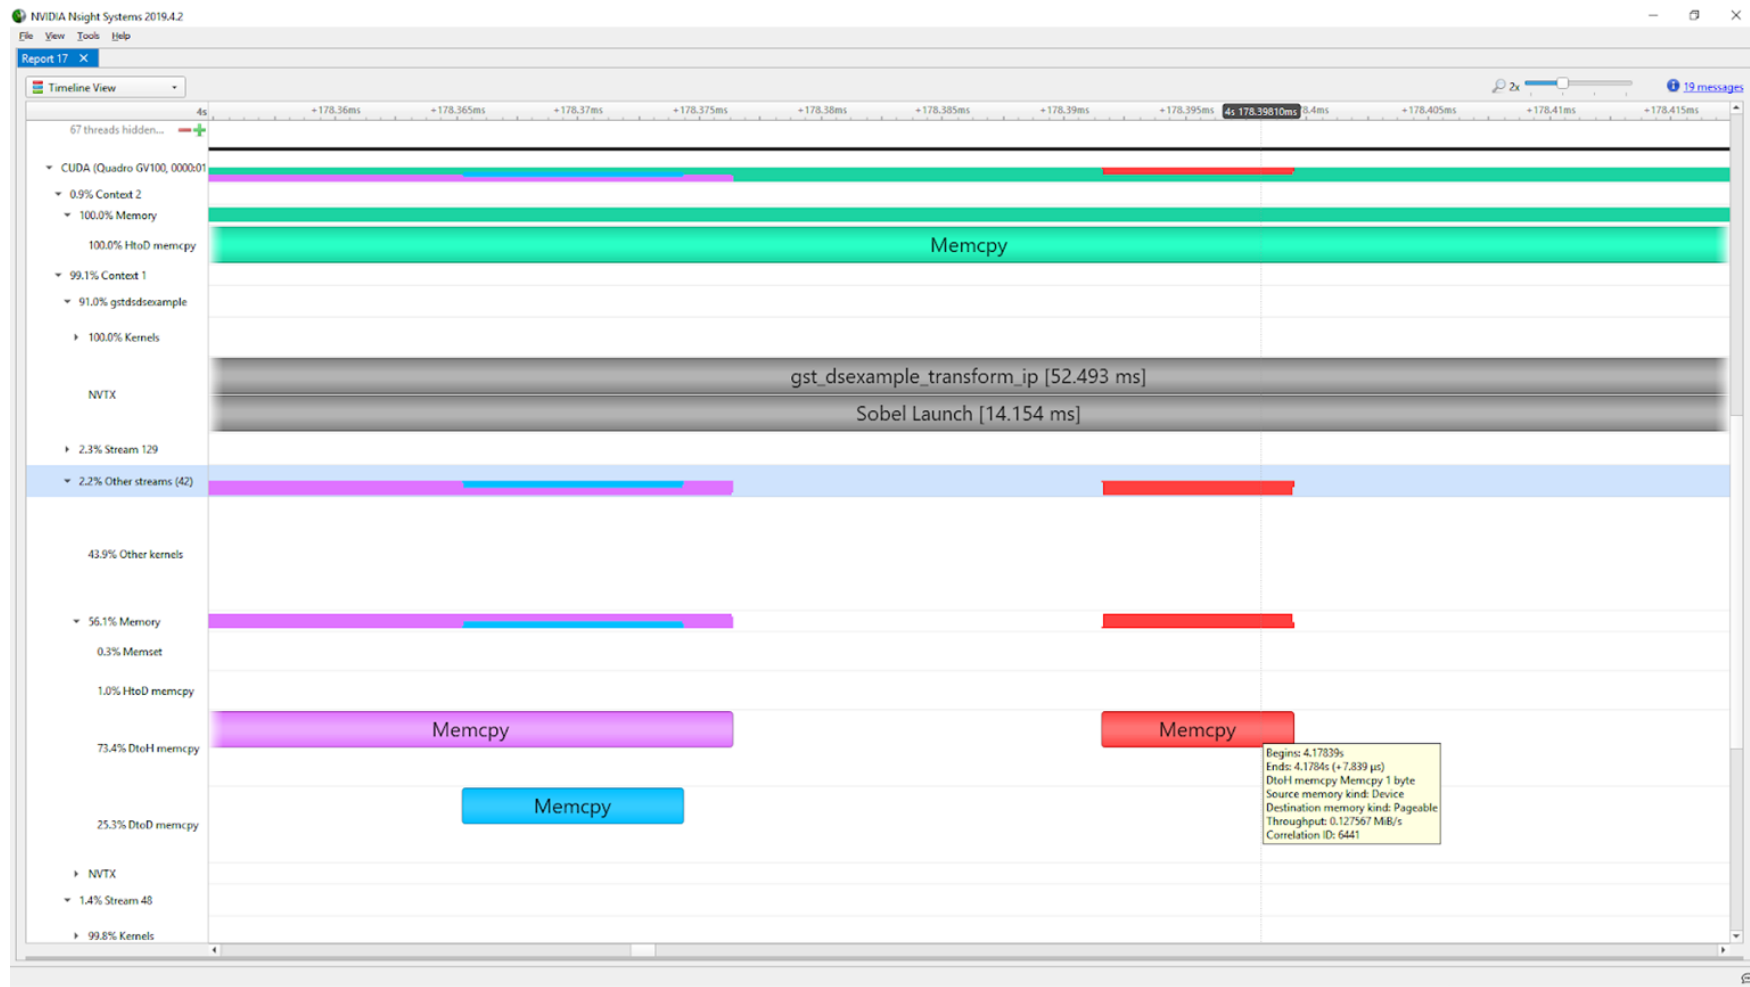 NVIDIA Nsight Systems 2019.4.2
File View Tools Help
Report 17
Timeline View
2x
19 messages
4s +178.36ms +178.365ms +178.37ms +178.375ms +178.38ms +178.385ms +178.39ms +178.395ms 4s 178.39810ms 8.4ms +178.405ms +178.41ms +178.415ms
67 threads hidden...
CUDA (Quadro GV100, 0000:01
0.9% Context 2
100.0% Memory
100.0% HtoD memcpy
Memcpy
99.1% Context 1
91.0% gstdsdsexample
100.0% Kernels
gst_dsexample_transform_ip [52.493 ms]
NVTX
Sobel Launch [14.154 ms]
2.3% Stream 129
2.2% Other streams (42)
43.9% Other kernels
56.1% Memory
0.3% Memset
1.0% HtoD memcpy
Memcpy Memcpy
73.4% DtoH memcpy
Begins: 4.17839s
Ends: 4.1784s (+7.839 µs)
DtoH memcpy Memcpy 1 byte
Source memory kind: Device
Destination memory kind: Pageable
Throughput: 0.127567 MiB/s
Correlation ID: 6441
Memcpy
25.3% DtoD memcpy
NVTX
1.4% Stream 48
99.8% Kernels